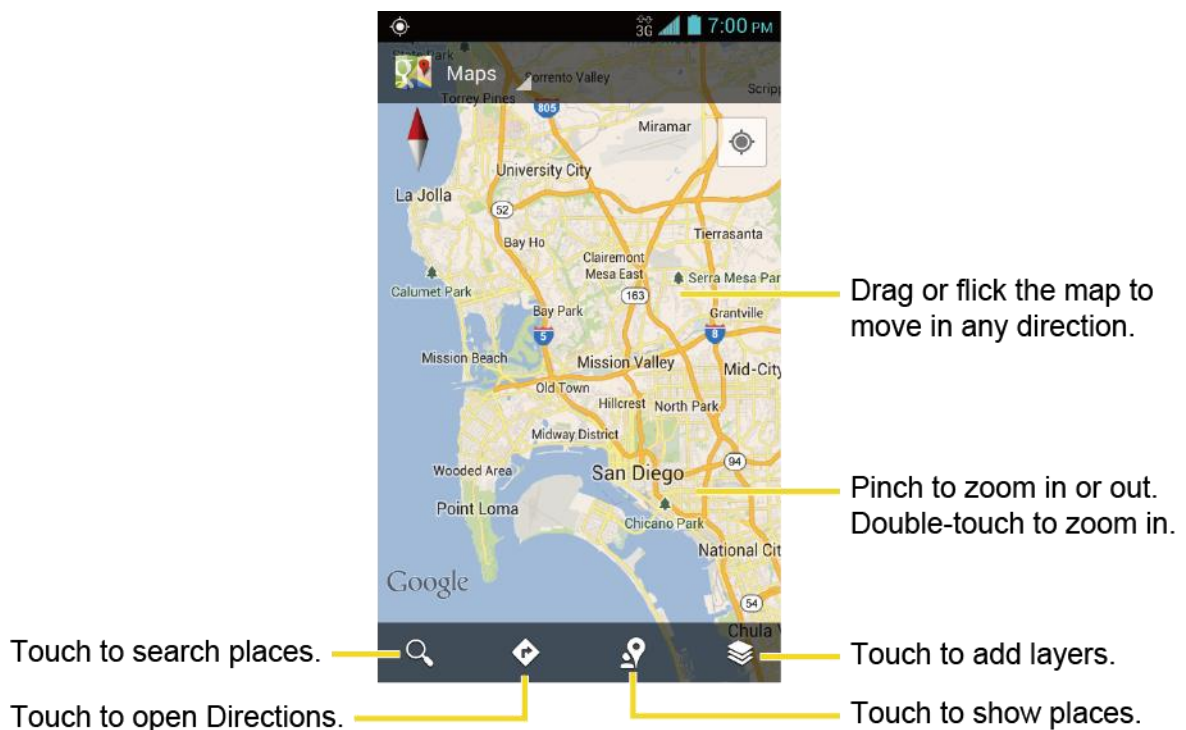 3G 7:00 PM
State Park
Maps
Sorrento Valley
Torrey Pines
Scrip
805
Miramar
University City
La Jolla
52
Tierrasanta
Bay Ho
Clairemont
Mesa East
Serra Mesa Par
Calumet Park
163
Drag or flick the map to
move in any direction.
Bay Park
Grantville
5
8
Mission Beach
Mission Valley
Mid-City
Old Town
Hillcrest
North Park
Midway District
94
Wooded Area
San Diego
Pinch to zoom in or out.
Double-touch to zoom in.
Point Loma
Chicano Park
National Cit
Google
54
Chula V
Touch to search places.
Touch to add layers.
Touch to open Directions.
Touch to show places.